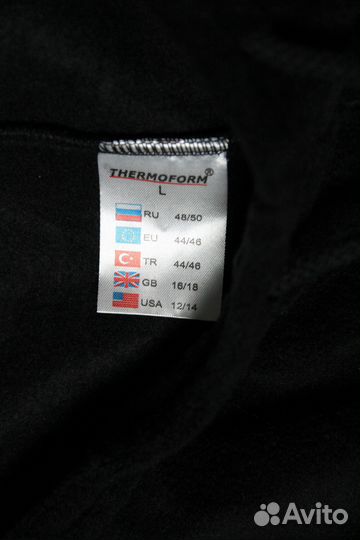 THERMOFORM®
L
RU 48/50
EU 44/46
TR 44/46
GB 16/18
USA 12/14
Avito